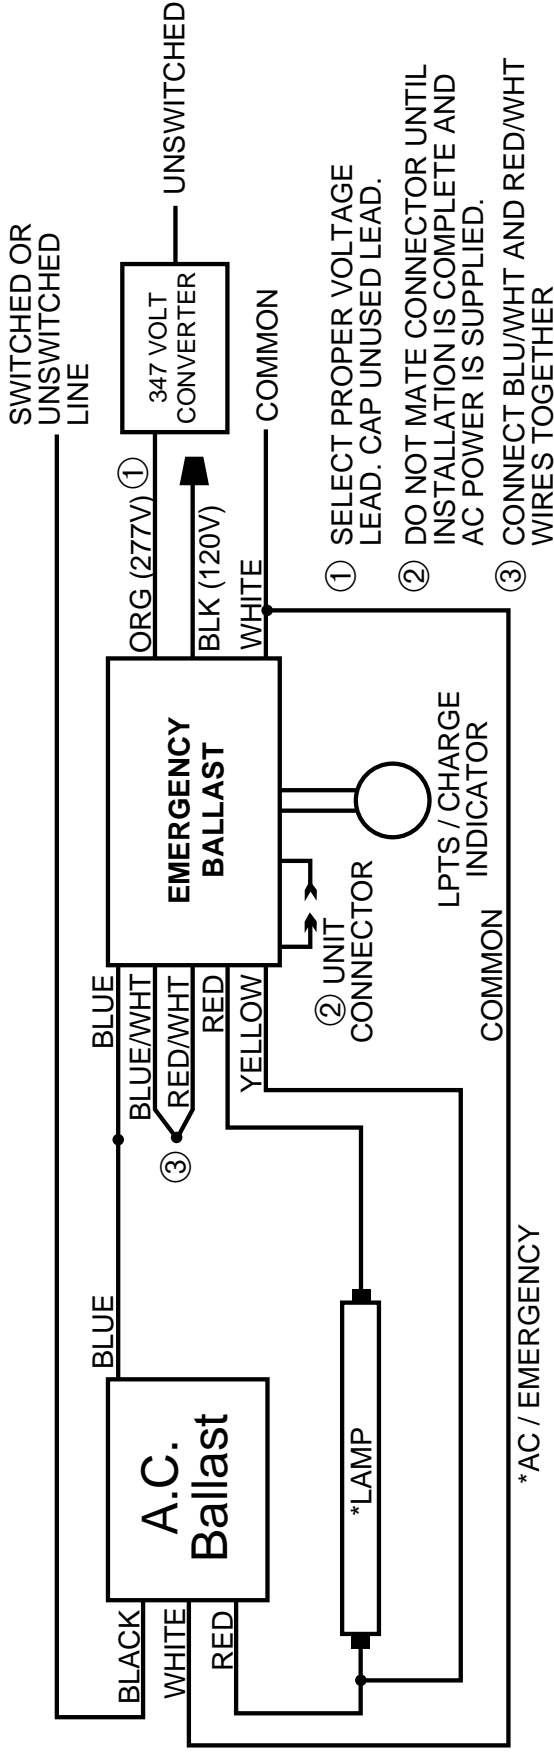 SWITCHED OR
UNSWITCHED
LINE
UNSWITCHED
347 VOLT
CONVERTER
ORG (277V) ①
BLK (120V)
WHITE
COMMON
EMERGENCY
BALLAST
BLUE
BLUE/WHT
RED/WHT
RED
YELLOW
③
② UNIT
CONNECTOR
LPTS / CHARGE
INDICATOR
COMMON
BLUE
A.C.
Ballast
BLACK
WHITE
RED
*LAMP
*AC / EMERGENCY
① SELECT PROPER VOLTAGE
LEAD. CAP UNUSED LEAD.
② DO NOT MATE CONNECTOR UNTIL
INSTALLATION IS COMPLETE AND
AC POWER IS SUPPLIED.
③ CONNECT BLU/WHT AND RED/WHT
WIRES TOGETHER